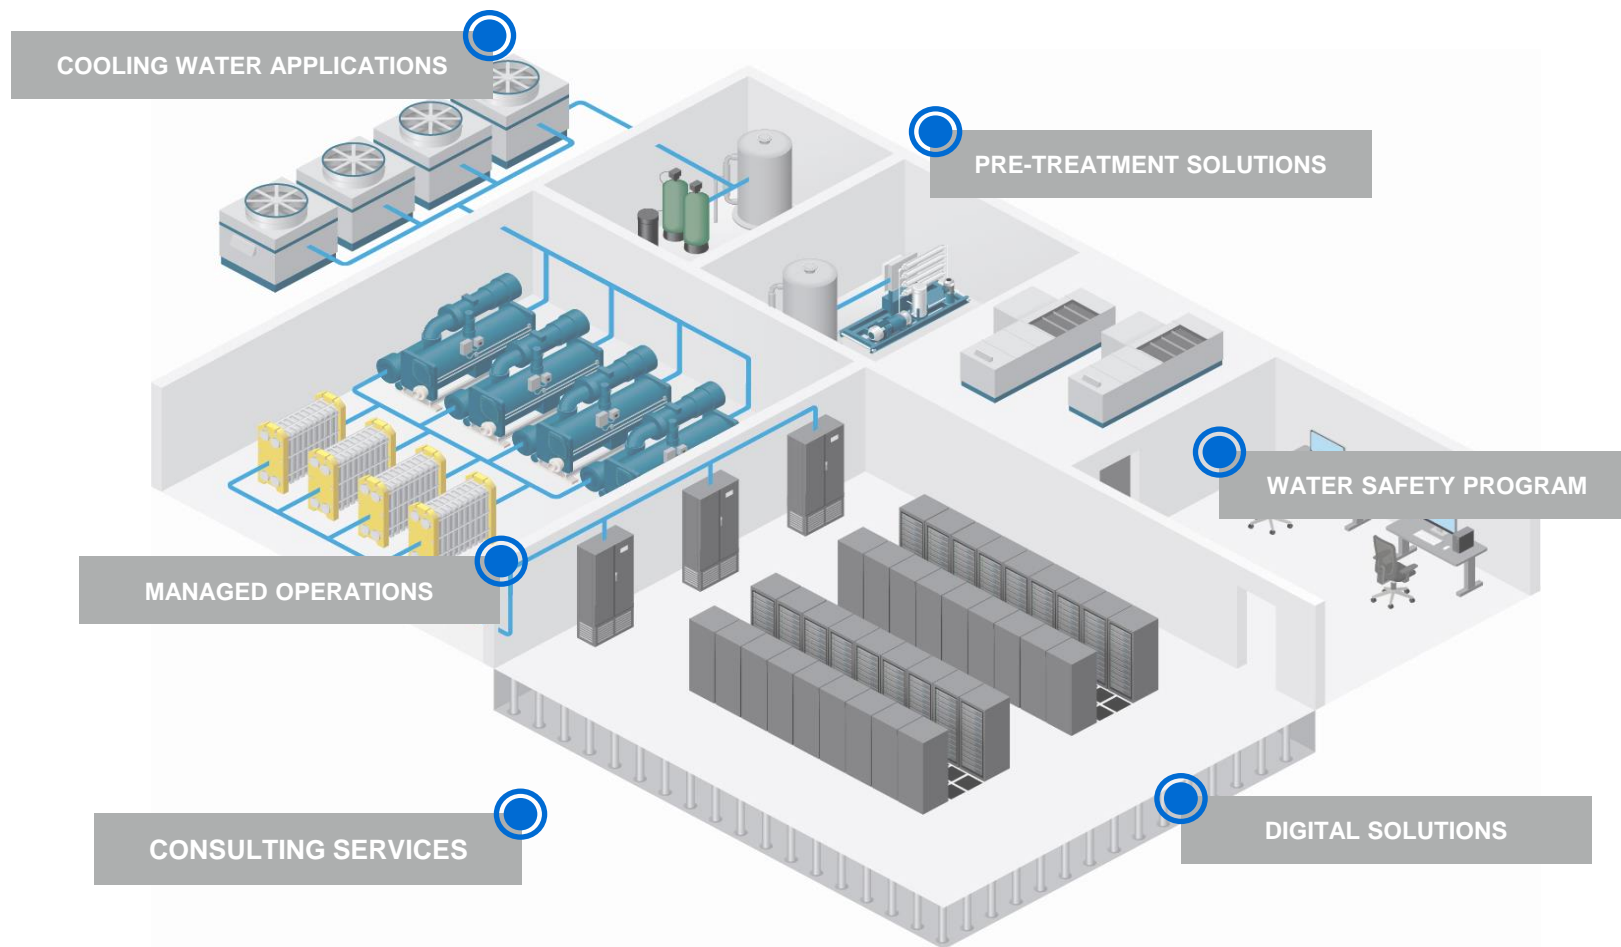 COOLING WATER APPLICATIONS
PRE-TREATMENT SOLUTIONS
WATER SAFETY PROGRAM
MANAGED OPERATIONS
CONSULTING SERVICES
DIGITAL SOLUTIONS